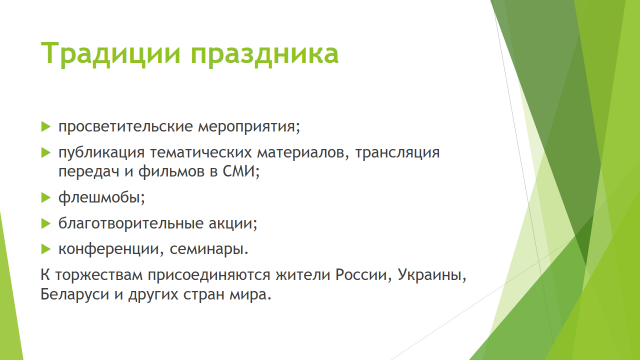 Традиции праздника
просветительские мероприятия;
публикация тематических материалов, трансляция
передач и фильмов в СМИ;
флешмобы;
благотворительные акции;
конференции, семинары.
К торжествам присоединяются жители России, Украины,
Беларуси и других стран мира.